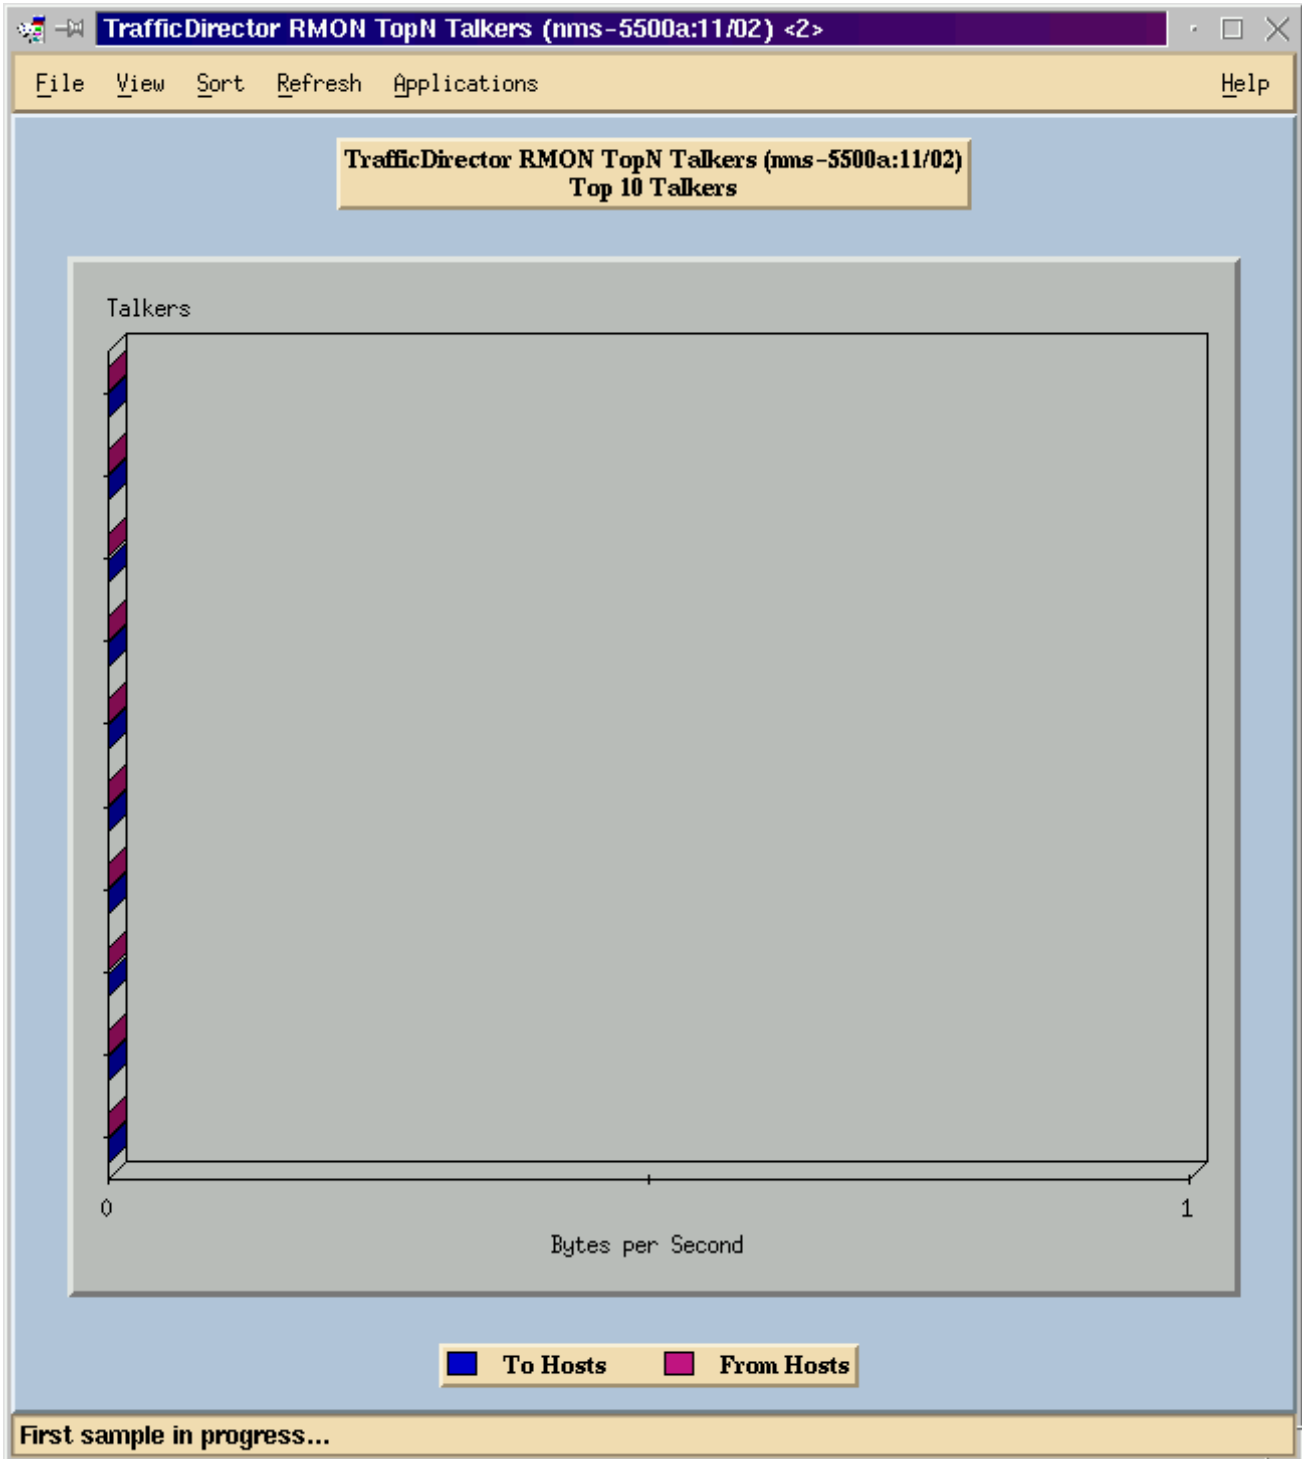 TrafficDirector RMON TopN Talkers (nms-5500a:11/02) <2>
File View Sort Refresh Applications Help
TrafficDirector RMON TopN Talkers (nms-5500a:11/02)
Top 10 Talkers
Talkers
0 1
Bytes per Second
To Hosts From Hosts
First sample in progress...